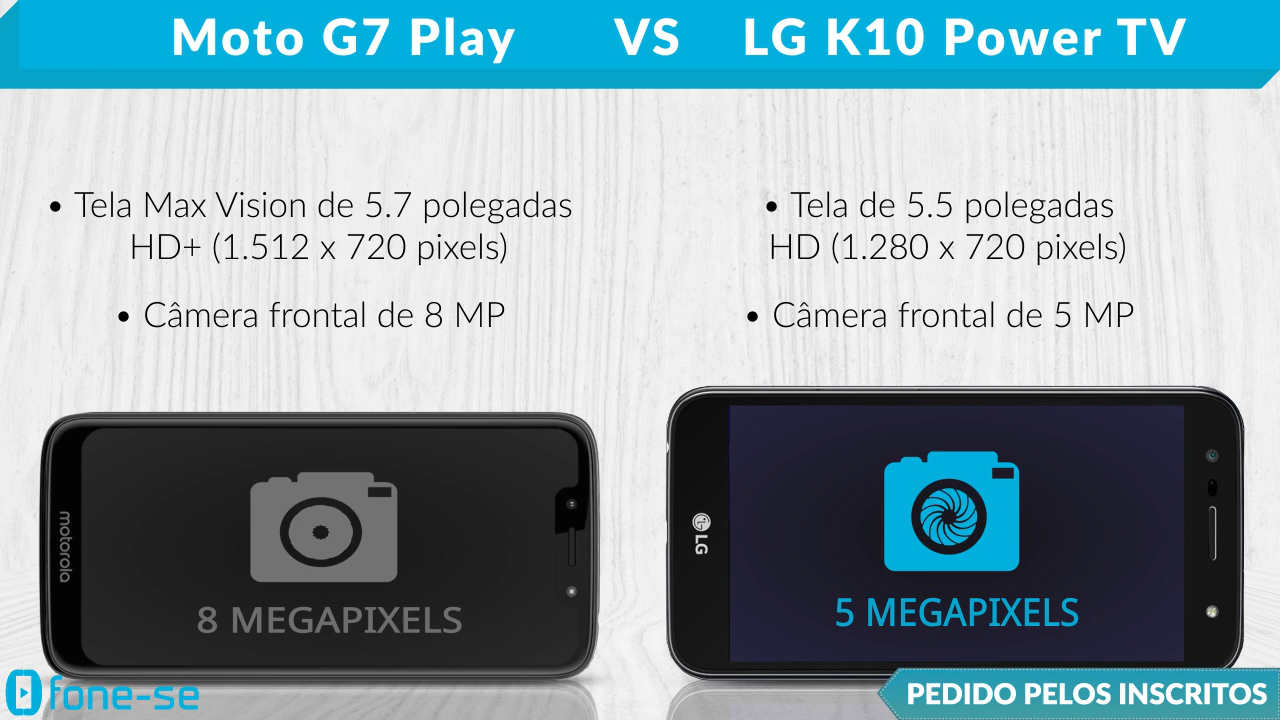 Moto G7 Play VS LG K10 Power TV
• Tela Max Vision de 5.7 polegadas
HD+ (1.512 x 720 pixels)
• Câmera frontal de 8 MP
• Tela de 5.5 polegadas
HD (1.280 x 720 pixels)
• Câmera frontal de 5 MP
motorola
8 MEGAPIXELS
LG
5 MEGAPIXELS
fone-se
PEDIDO PELOS INSCRITOS